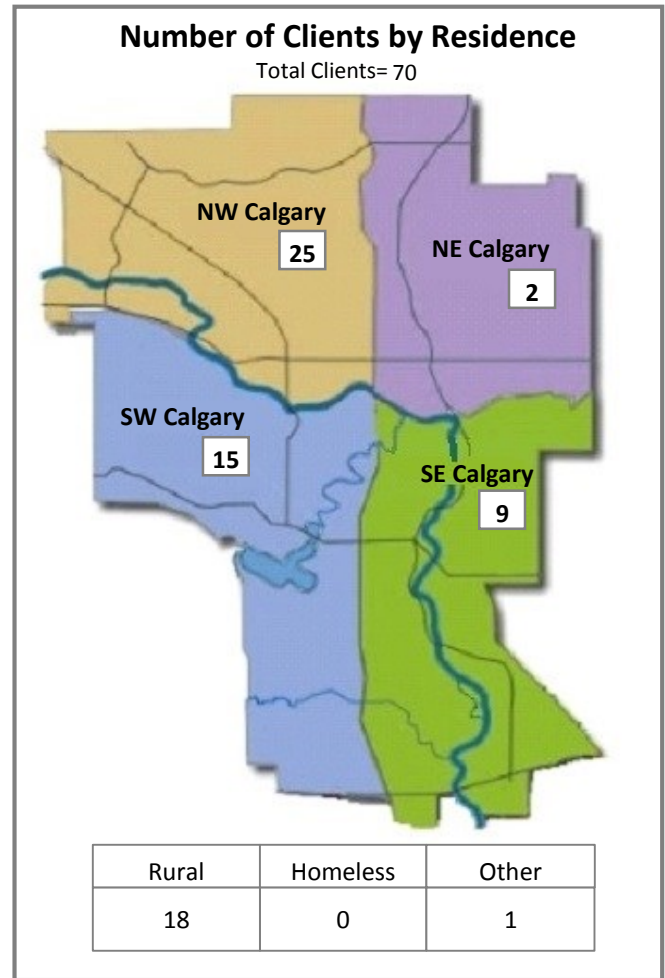 Number of Clients by Residence
Total Clients= 70
NW Calgary
25
NE Calgary
2
SW Calgary
15
SE Calgary
9
Rural Homeless Other
18 0 1